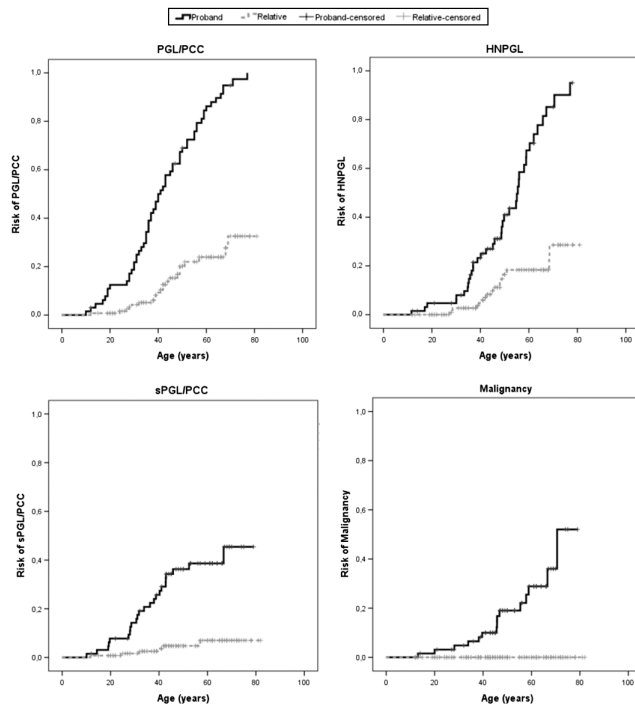 Proband Relative Proband-censored Relative-censored
PGL/PCC
Risk of PGL/PCC
1,0
0,8
0,6
0,4
0,2
0,0
0 20 40 60 80 100
Age (years)
HNPGL
Risk of HNPGL
1,0
0,8
0,6
0,4
0,2
0,0
0 20 40 60 80 100
Age (years)
sPGL/PCC
Risk of sPGL/PCC
1,0
0,8
0,6
0,4
0,2
0,0
0 20 40 60 80 100
Age (years)
Malignancy
Risk of Malignancy
1,0
0,8
0,6
0,4
0,2
0,0
0 20 40 60 80 100
Age (years)